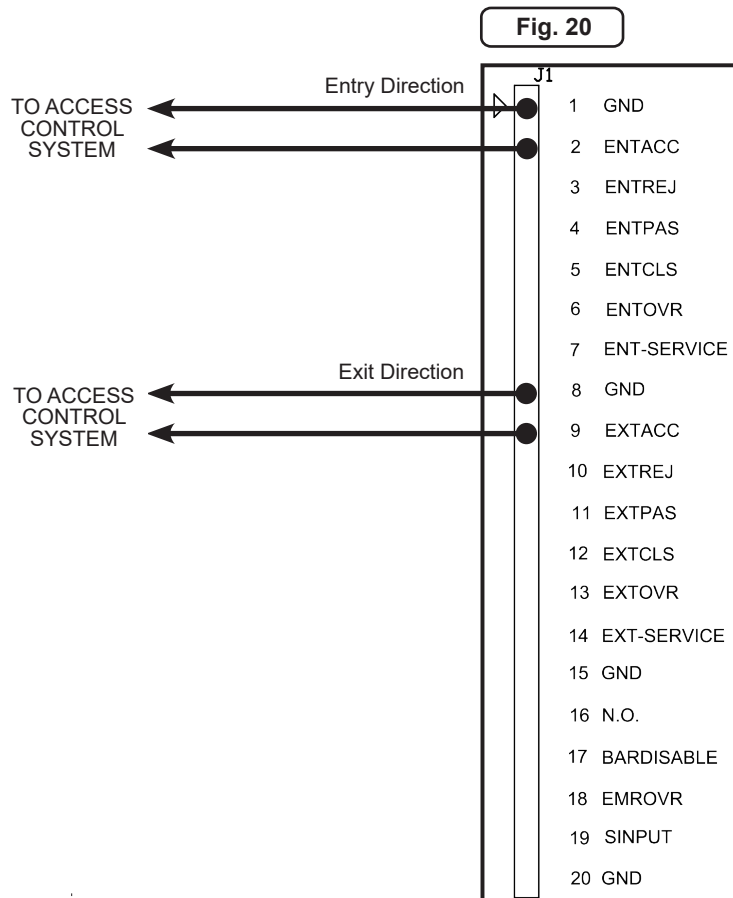 Fig. 20
J1
Entry Direction
TO ACCESS
CONTROL
SYSTEM
1 GND
2 ENTACC
3 ENTREJ
4 ENTPAS
5 ENTCLS
6 ENTOVR
7 ENT-SERVICE
Exit Direction
TO ACCESS
CONTROL
SYSTEM
8 GND
9 EXTACC
10 EXTREJ
11 EXTPAS
12 EXTCLS
13 EXTOVR
14 EXT-SERVICE
15 GND
16 N.O.
17 BARDISABLE
18 EMROVR
19 SINPUT
20 GND